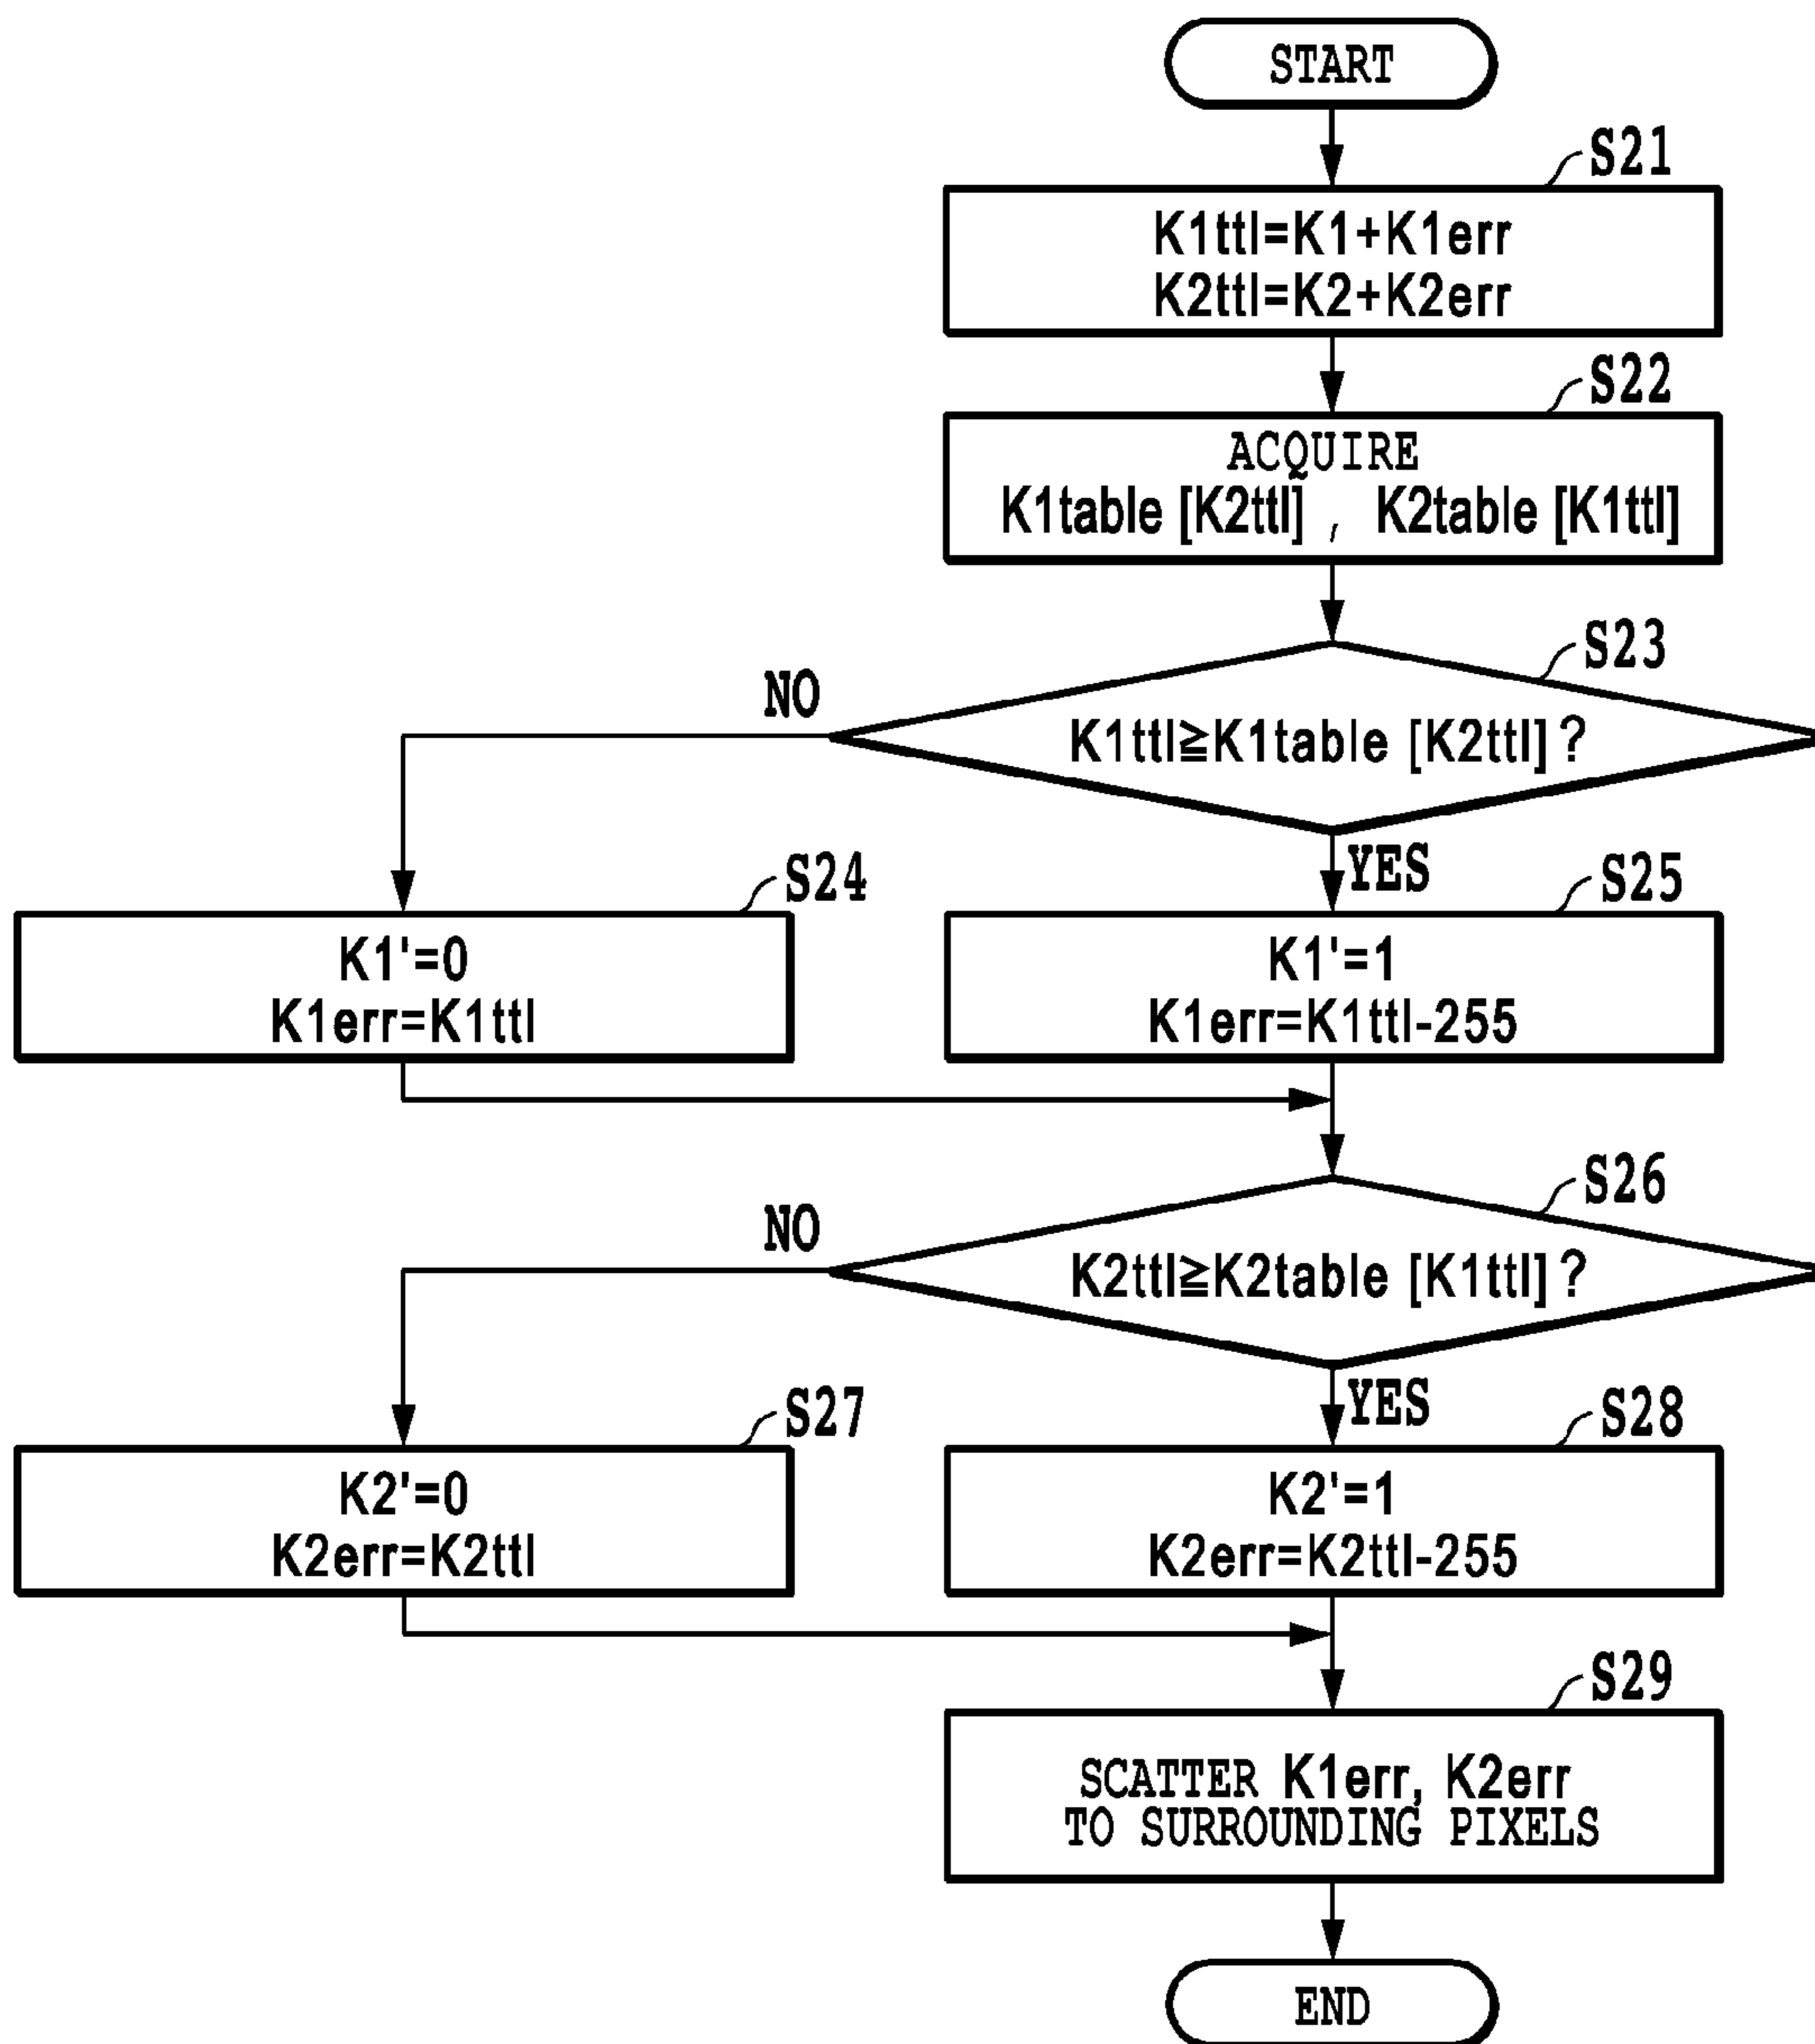 START
S21
K1ttl=K1+K1err
K2ttl=K2+K2err
S22
ACQUIRE
K1table [K2ttl] , K2table [K1ttl]
S23
NO
K1ttl≧K1table [K2ttl] ?
YES
S24
S25
K1'=0
K1err=K1ttl
K1'=1
K1err=K1ttl-255
S26
NO
K2ttl≧K2table [K1ttl] ?
YES
S27
S28
K2'=0
K2err=K2ttl
K2'=1
K2err=K2ttl-255
S29
SCATTER K1err, K2err
TO SURROUNDING PIXELS
END